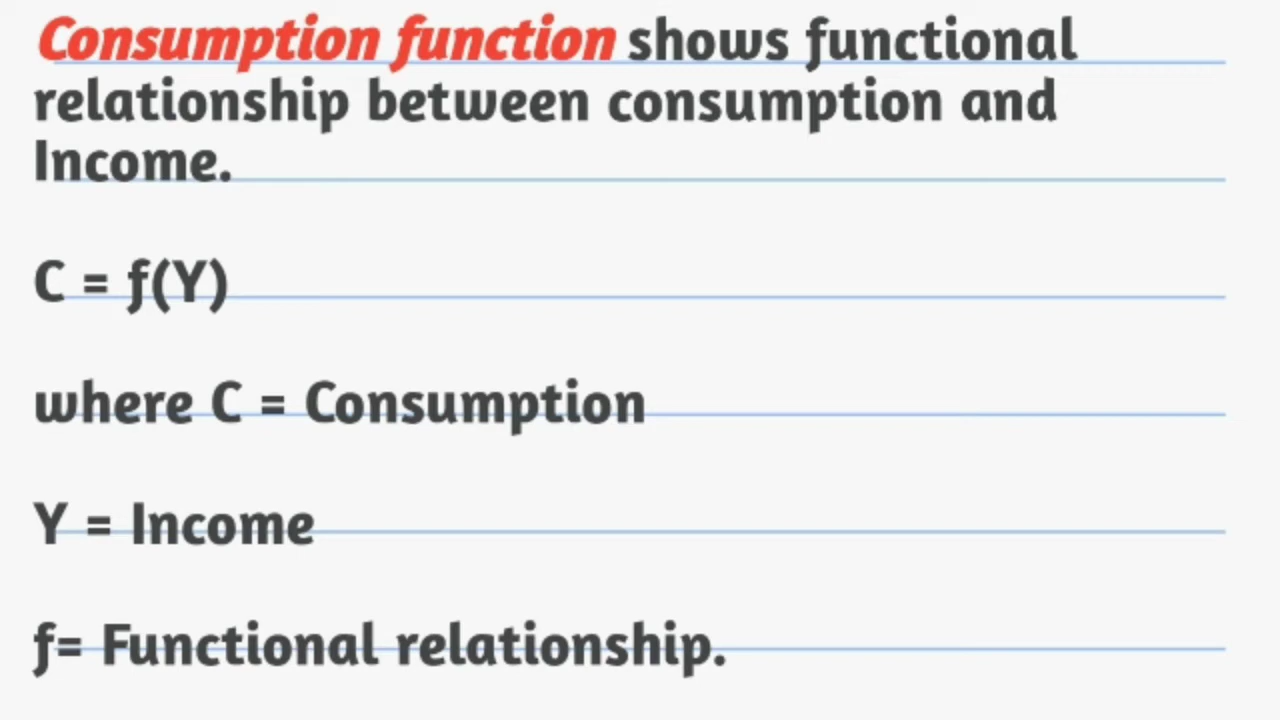 Consumption function shows functional
relationship between consumption and
Income.
C = f(Y)
where C = Consumption
Y = Income
f= Functional relationship.